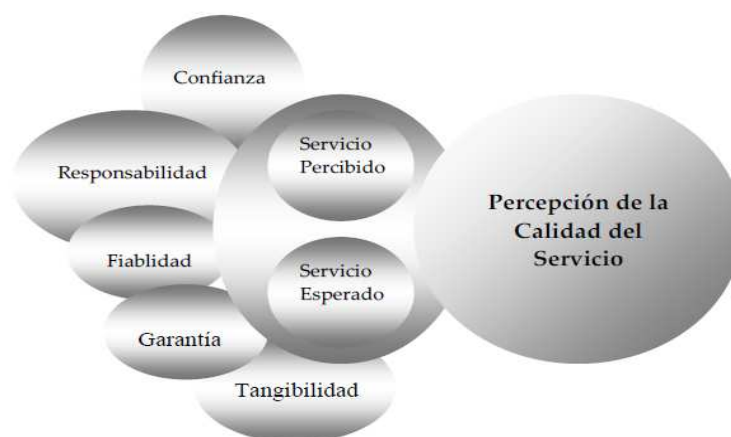 Confianza
Responsabilidad
Fiablidad
Garantía
Tangibilidad
Servicio
Percibido
Servicio
Esperado
Percepción de la
Calidad del
Servicio